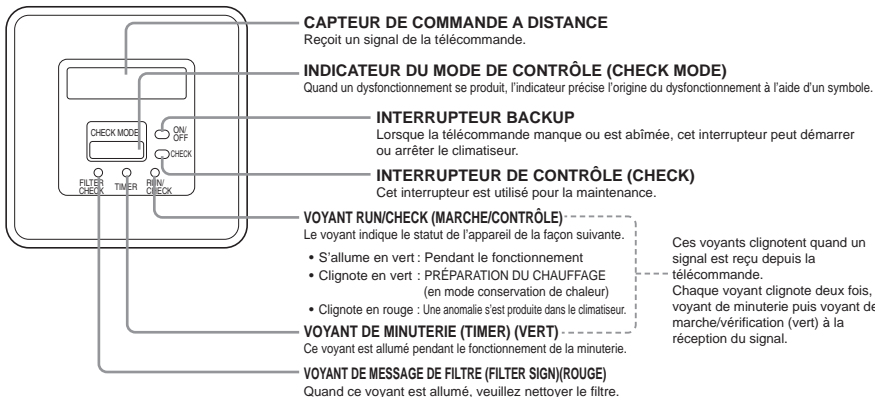 CAPTEUR DE COMMANDE A DISTANCE
Reçoit un signal de la télécommande.
INDICATEUR DU MODE DE CONTRÔLE (CHECK MODE)
Quand un dysfonctionnement se produit, l'indicateur précise l'origine du dysfonctionnement à l'aide d'un symbole.
INTERRUPTEUR BACKUP
Lorsque la télécommande manque ou est abîmée, cet interrupteur peut démarrer
ou arrêter le climatiseur.
INTERRUPTEUR DE CONTRÔLE (CHECK)
Cet interrupteur est utilisé pour la maintenance.
CHECK MODE
ON/
OFF
CHECK
FILTER
CHECK
TIMER
RUN/
CHECK
VOYANT RUN/CHECK (MARCHE/CONTRÔLE)
Le voyant indique le statut de l'appareil de la façon suivante.
• S'allume en vert : Pendant le fonctionnement
• Clignote en vert : PRÉPARATION DU CHAUFFAGE
(en mode conservation de chaleur)
• Clignote en rouge : Une anomalie s'est produite dans le climatiseur.
VOYANT DE MINUTERIE (TIMER) (VERT)
Ce voyant est allumé pendant le fonctionnement de la minuterie.
VOYANT DE MESSAGE DE FILTRE (FILTER SIGN)(ROUGE)
Quand ce voyant est allumé, veuillez nettoyer le filtre.
Ces voyants clignotent quand un
signal est reçu depuis la
télécommande.
Chaque voyant clignote deux fois,
voyant de minuterie puis voyant de
marche/vérification (vert) à la
réception du signal.